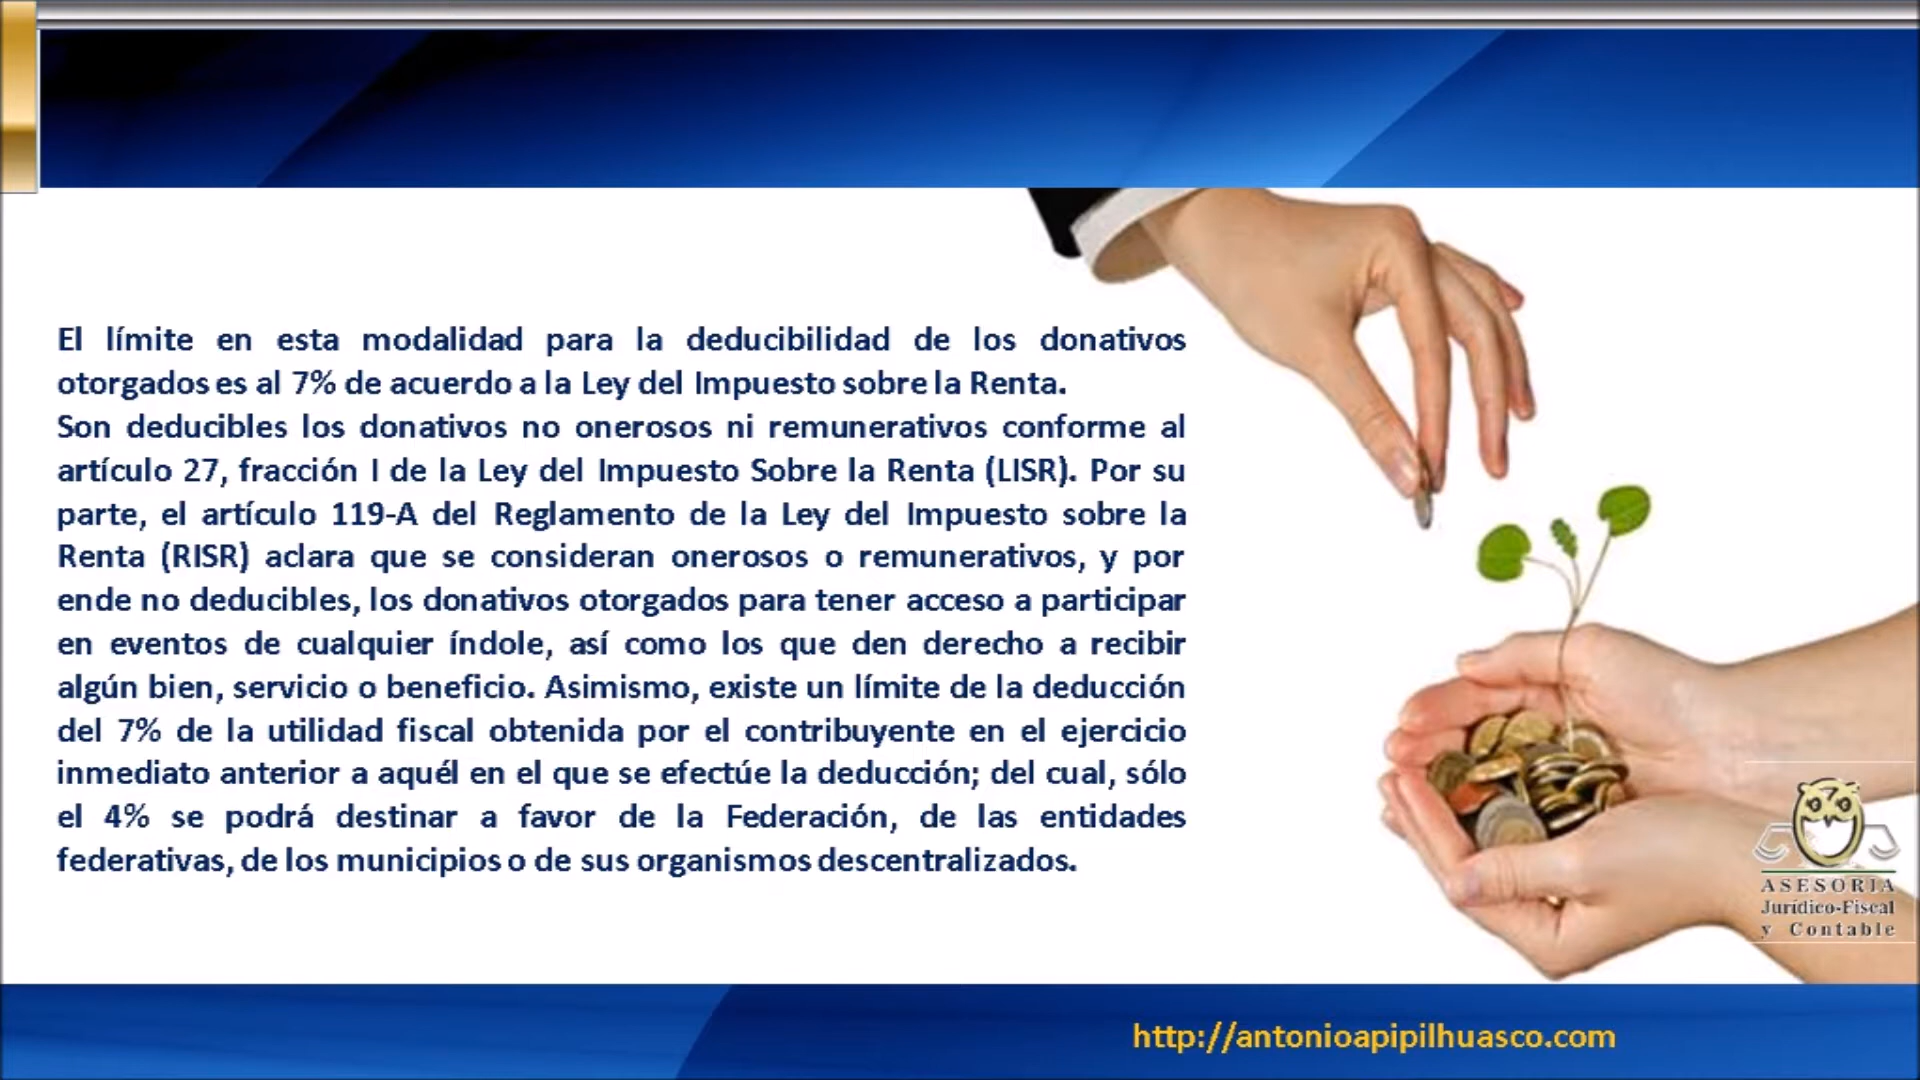 El límite en esta modalidad para la deducibilidad de los donativos
otorgados es al 7% de acuerdo a la Ley del Impuesto sobre la Renta.
Son deducibles los donativos no onerosos ni remunerativos conforme al
artículo 27, fracción I de la Ley del Impuesto Sobre la Renta (LISR). Por su
parte, el artículo 119-A del Reglamento de la Ley del Impuesto sobre la
Renta (RISR) aclara que se consideran onerosos o remunerativos, y por
ende no deducibles, los donativos otorgados para tener acceso a participar
en eventos de cualquier índole, así como los que den derecho a recibir
algún bien, servicio o beneficio. Asimismo, existe un límite de la deducción
del 7% de la utilidad fiscal obtenida por el contribuyente en el ejercicio
inmediato anterior a aquél en el que se efectúe la deducción; del cual, sólo
el 4% se podrá destinar a favor de la Federación, de las entidades
federativas, de los municipios o de sus organismos descentralizados.
ASESORIA
Jurídico-Fiscal
y Contable
http://antonioapipilhuasco.com